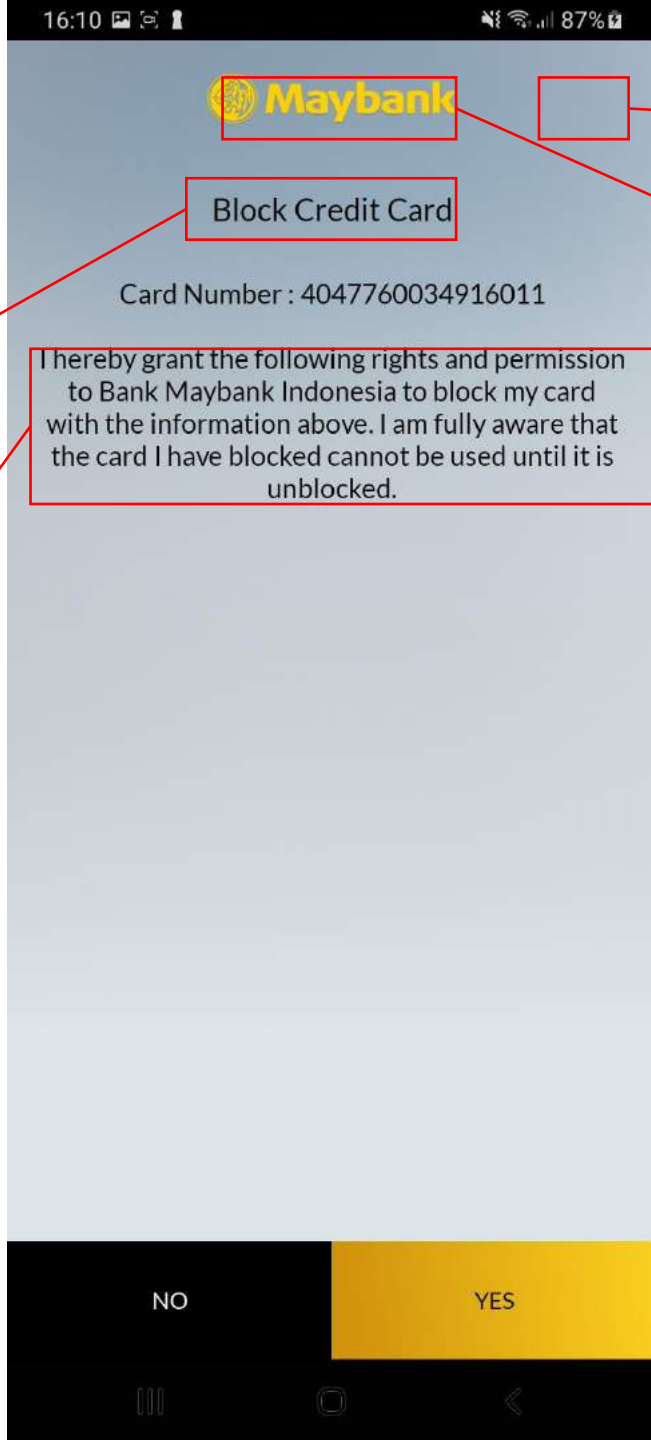 16:10
87%
Maybank
Block Credit Card
Card Number : 4047760034916011
I hereby grant the following rights and permission
to Bank Maybank Indonesia to block my card
with the information above. I am fully aware that
the card I have blocked cannot be used until it is
unblocked.
NO
YES